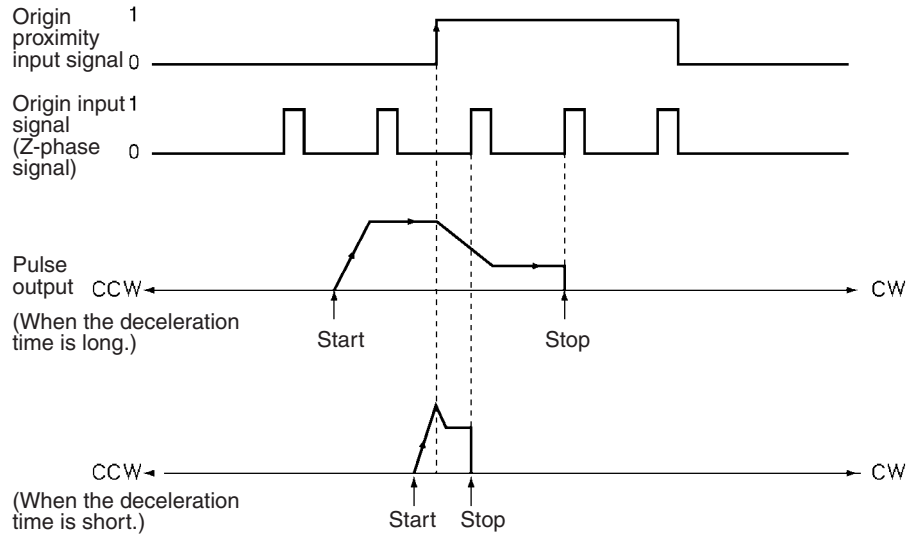 Origin
proximity
input signal
1
0
Origin input
signal
(Z-phase
signal)
1
0
Pulse
output
CCW
CW
(When the deceleration
time is long.)
Start
Stop
CCW
CW
(When the deceleration
time is short.)
Start
Stop